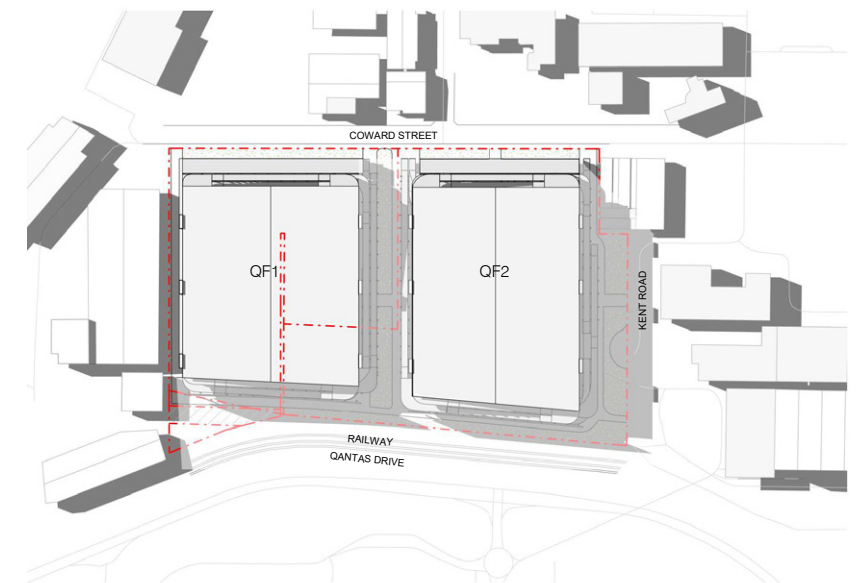 COWARD STREET
QF1
QF2
KENT ROAD
RAILWAY
QANTAS DRIVE